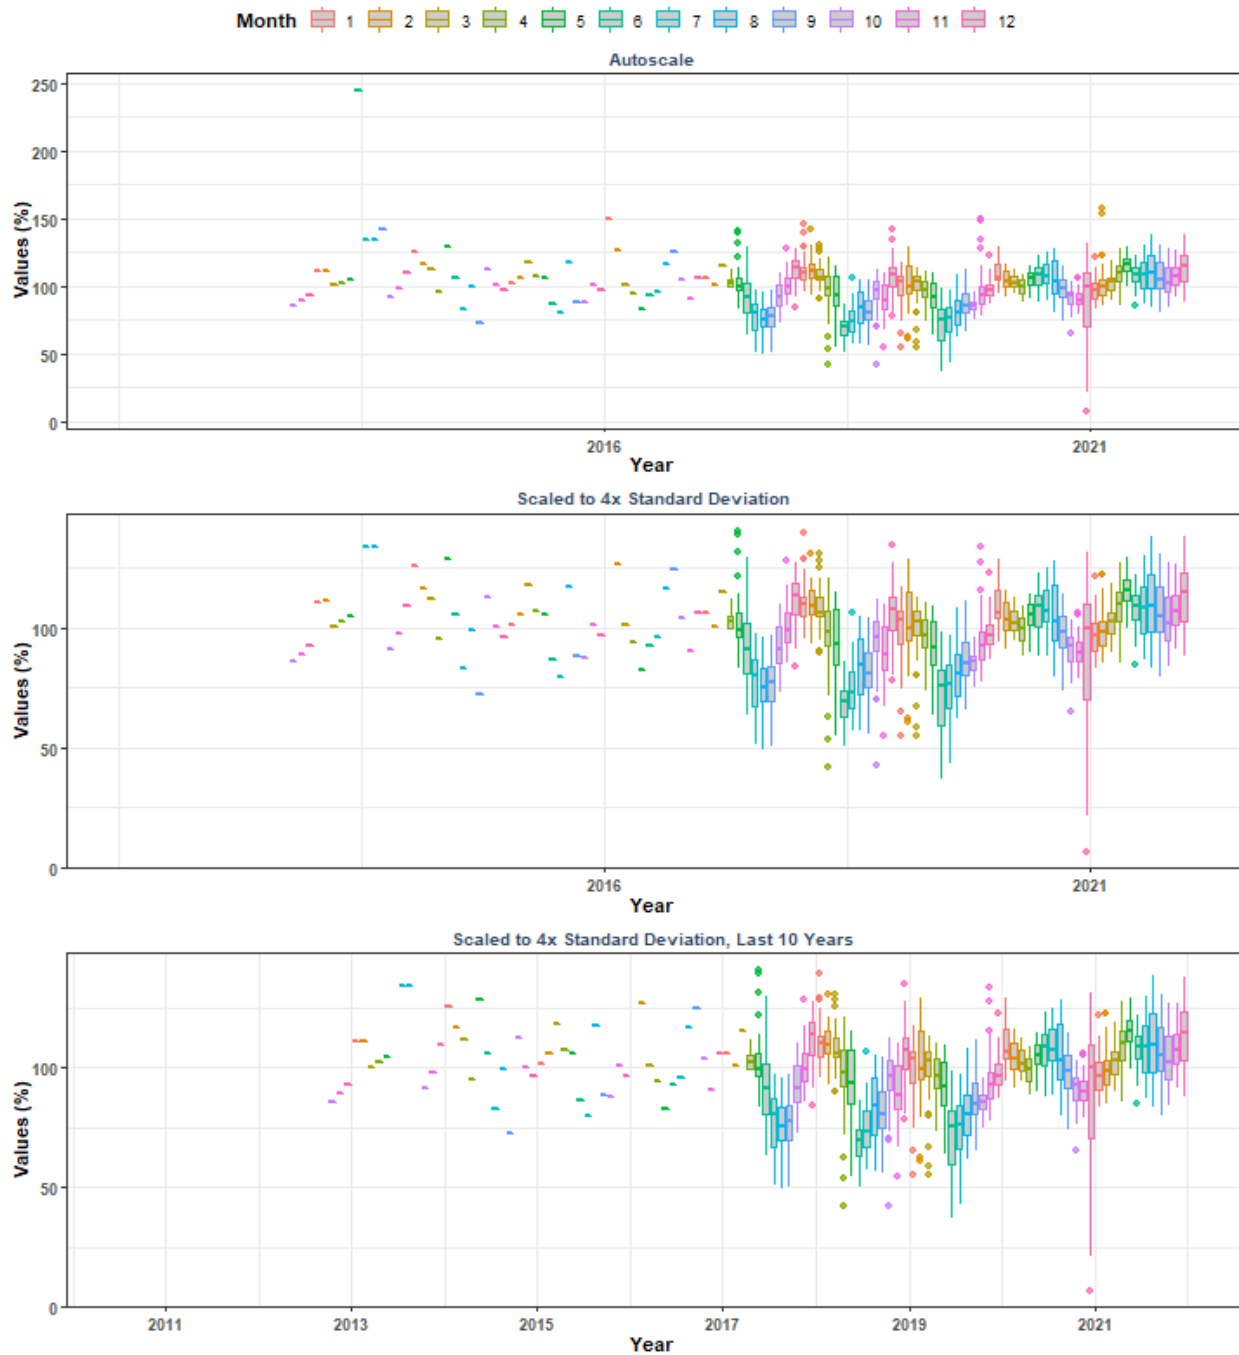 Month 1 2 3 4 5 6 7 8 9 10 11 12
Autoscale
250
200
150
100
50
0
Values (%)
2016 2021
Year
Scaled to 4x Standard Deviation
100
50
0
Values (%)
2016 2021
Year
Scaled to 4x Standard Deviation, Last 10 Years
100
50
0
Values (%)
2011 2013 2015 2017 2018 2019 2021
Year